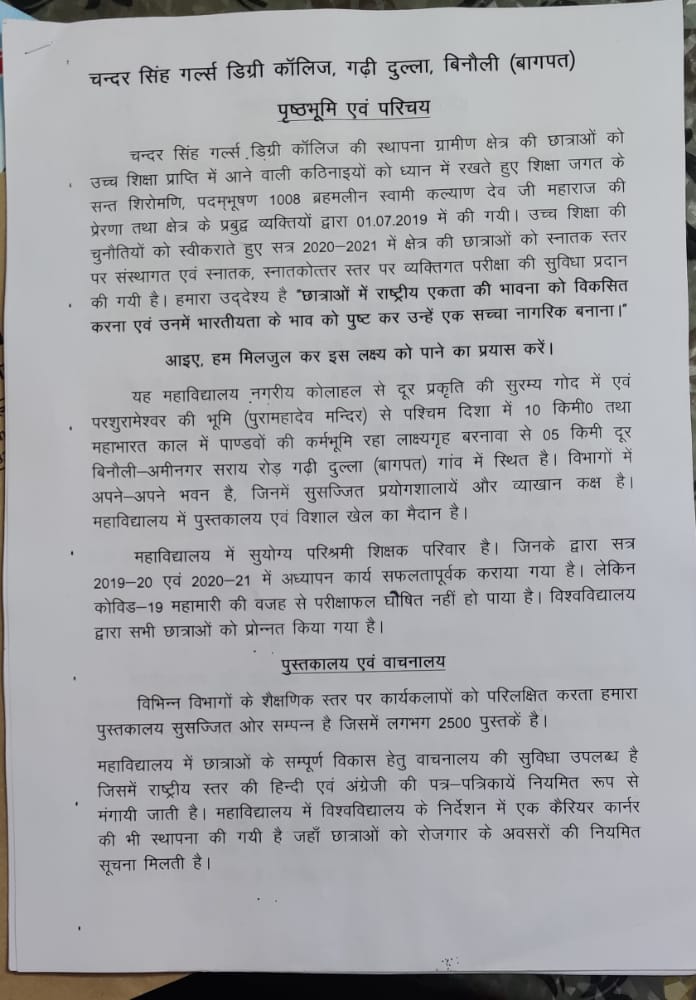 चन्दर सिंह गर्ल्स डिग्री कॉलिज, गढ़ी दुल्ला, बिनौली (बागपत)
पृष्ठभूमि एवं परिचय
चन्दर सिंह गर्ल्स डि़ग्री कॉलिज की स्थापना ग्रामीण क्षेत्र की छात्राओं को
उच्च शिक्षा प्राप्ति में आने वाली कठिनाइयों को ध्यान में रखते हुए शिक्षा जगत के
सन्त शिरोमणि, पदम्‌भूषण 1008 ब्रहमलीन स्वामी कल्याण देव जी महाराज की
प्रेरणा तथा क्षेत्र के प्रबुद्व व्यक्तियों द्वारा 01.07.2019 में की गयी। उच्च शिक्षा की
चुनौतियों को स्वीकराते हुए सत्र 2020–2021 में क्षेत्र की छात्राओं को स्नातक स्तर
पर संस्थागत एवं स्नातक, स्नातकोत्तर स्तर पर व्यक्तिगत परीक्षा की सुविधा प्रदान
की गयी है। हमारा उद्‌देश्य है "छात्राओं में राष्ट्रीय एकता की भावना को विकसित
करना एवं उनमें भारतीयता के भाव को पुष्ट कर उन्हें एक सच्चा नागरिक बनाना।"
आइए, हम मिलजुल कर इस लक्ष्य को पाने का प्रयास करें।
यह महाविद्यालय नगरीय कोलाहल से दूर प्रकृति की सुरम्य गोद में एवं
परशुरामेश्वर की भूमि (पुरामहादेव मन्दिर) से पश्चिम दिशा में 10 किमी0 तथा
महाभारत काल में पाण्डवों की कर्मभूमि रहा लाक्ष्यगृह बरनावा से 05 किमी दूर
बिनौली–अमीनगर सराय रोड़ गढ़ी दुल्ला (बागपत) गांव में स्थित है। विभागों में
अपने–अपने भवन है, जिनमें सुसज्जित प्रयोगशालायें और व्याखान कक्ष है।
महाविद्यालय में पुस्तकालय एवं विशाल खेल का मैदान है।
महाविद्यालय में सुयोग्य परिश्रमी शिक्षक परिवार है। जिनके द्वारा सत्र
2019–20 एवं 2020–21 में अध्यापन कार्य सफलतापूर्वक कराया गया है। लेकिन
कोविड–19 महामारी की वजह से परीक्षाफल घोषित नहीं हो पाया है। विश्वविद्यालय
द्वारा सभी छात्राओं को प्रोन्नत किया गया है।
पुस्तकालय एवं वाचनालय
विभिन्न विभागों के शैक्षणिक स्तर पर कार्यकलापों को परिलक्षित करता हमारा
पुस्तकालय सुसज्जित ओर सम्पन्न है जिसमें लगभग 2500 पुस्तकें है।
महाविद्यालय में छात्राओं के सम्पूर्ण विकास हेतु वाचनालय की सुविधा उपलब्ध है
जिसमें राष्ट्रीय स्तर की हिन्दी एवं अंग्रेजी की पत्र–पत्रिकायें नियमित रूप से
मंगायी जाती है। महाविद्यालय में विश्वविद्यालय के निर्देशन में एक कैरियर कार्नर
की भी स्थापना की गयी है जहाँ छात्राओं को रोजगार के अवसरों की नियमित
सूचना मिलती है।